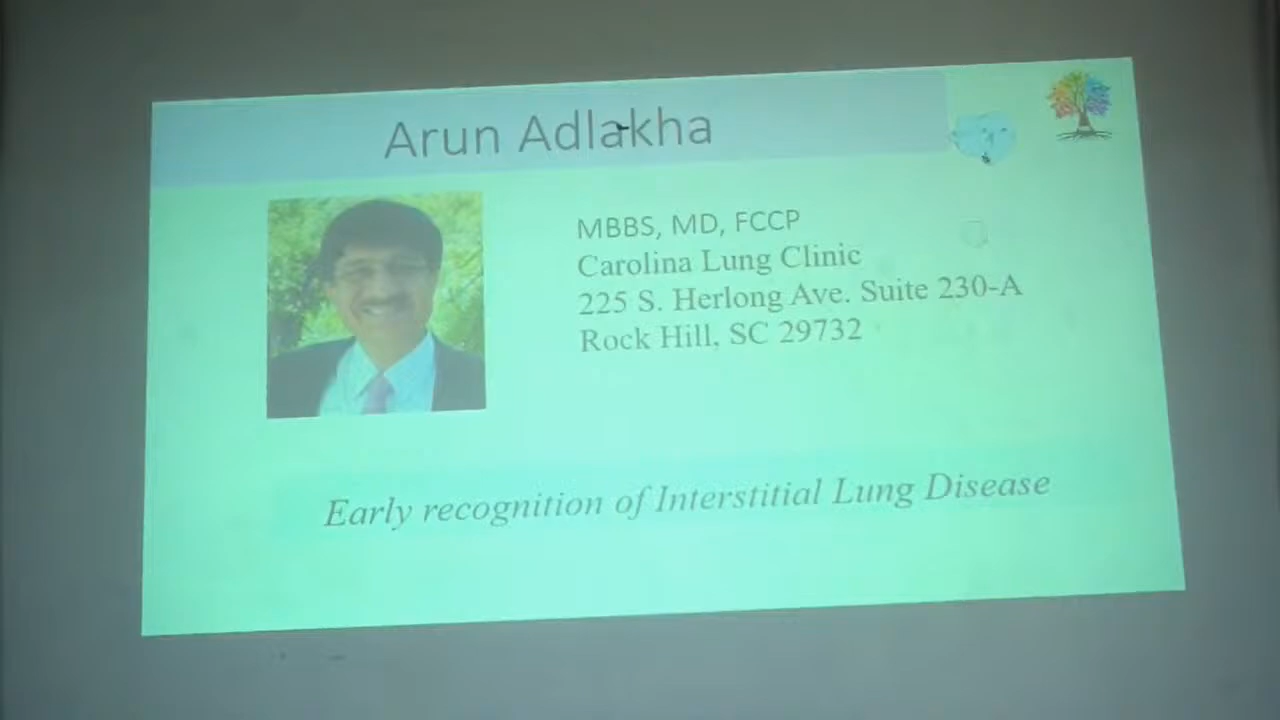 Arun Adlakha
MBBS, MD, FCCP
Carolina Lung Clinic
225 S. Herlong Ave. Suite 230-A
Rock Hill, SC 29732
Early recognition of Interstitial Lung Disease